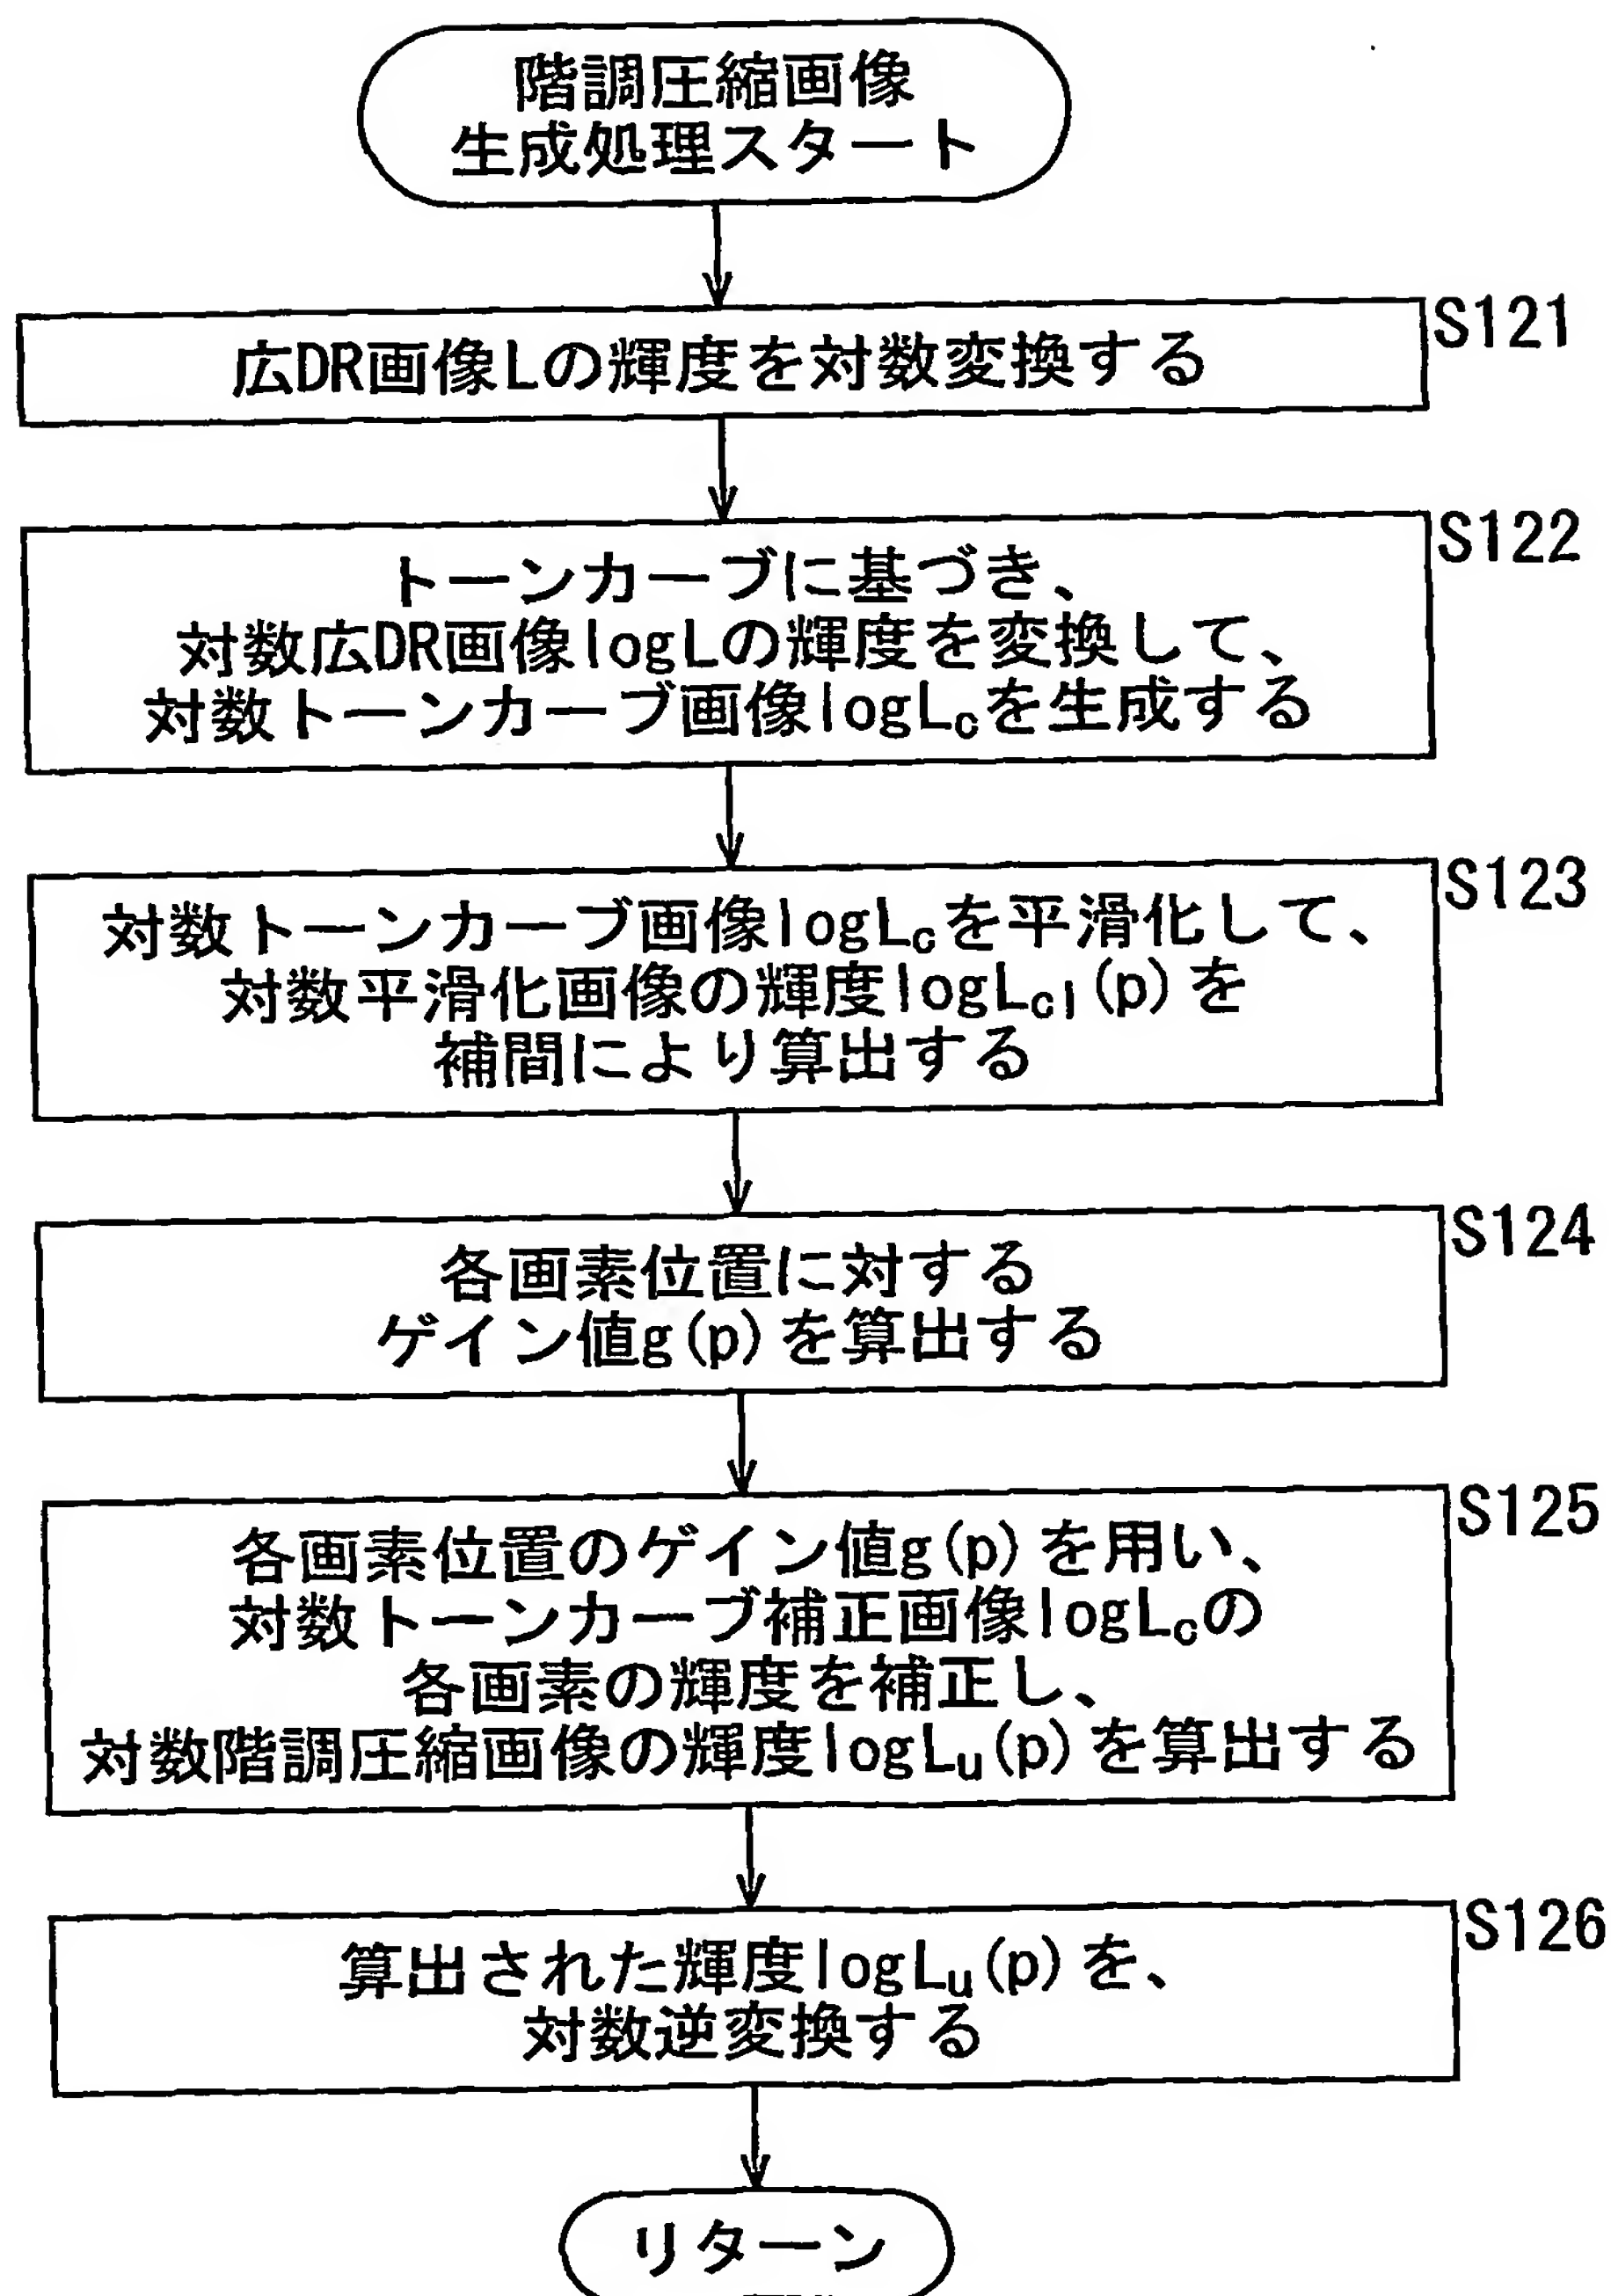 階調圧縮画像
生成処理スタート
S121
広DR画像Lの輝度を対数変換する
S122
トーンカーブに基づき、
対数広DR画像logLの輝度を変換して、
対数トーンカーブ画像logLcを生成する
S123
対数トーンカーブ画像logLcを平滑化して、
対数平滑化画像の輝度logLcl(p)を
補間により算出する
S124
各画素位置に対する
ゲイン値g(p)を算出する
S125
各画素位置のゲイン値g(p)を用い、
対数トーンカーブ補正画像logLcの
各画素の輝度を補正し、
対数階調圧縮画像の輝度logLu(p)を算出する
S126
算出された輝度logLu(p)を、
対数逆変換する
リターン